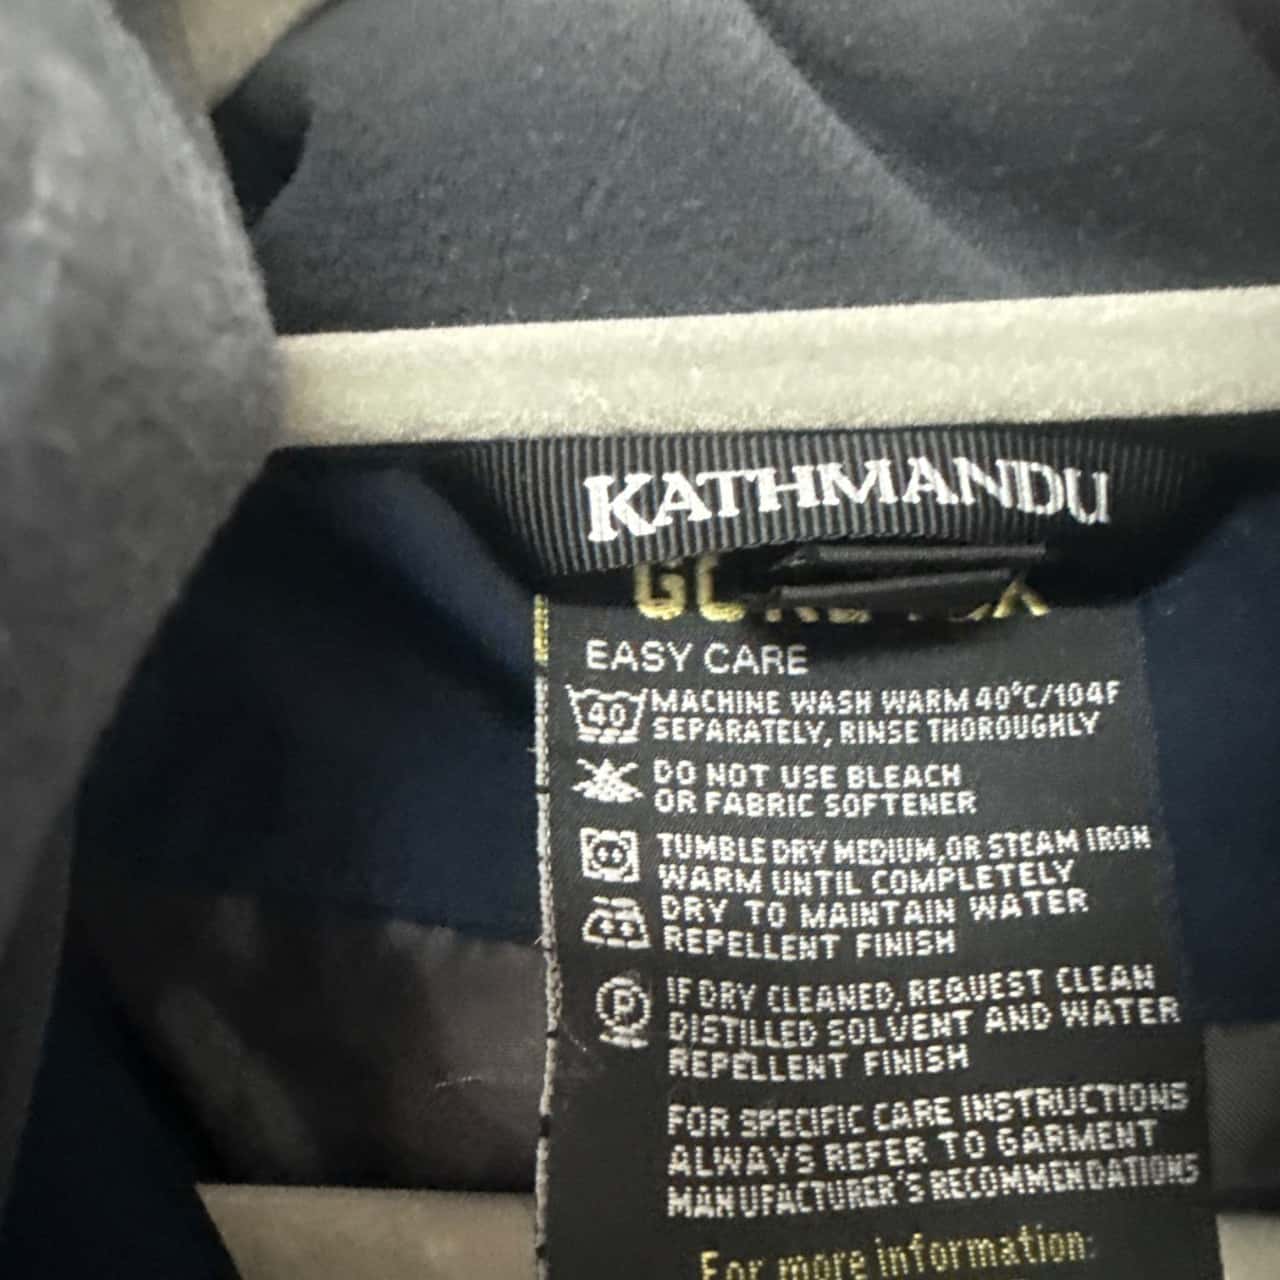 KATHMANDU
GORE-TEX
EASY CARE
40
MACHINE WASH WARM 40°C/104F
SEPARATELY, RINSE THOROUGHLY
DO NOT USE BLEACH
OR FABRIC SOFTENER
TUMBLE DRY MEDIUM, OR STEAM IRON
WARM UNTIL COMPLETELY
DRY TO MAINTAIN WATER
REPELLENT FINISH
P
IF DRY CLEANED, REQUEST CLEAN
DISTILLED SOLVENT AND WATER
REPELLENT FINISH
FOR SPECIFIC CARE INSTRUCTIONS
ALWAYS REFER TO GARMENT
MANUFACTURER'S RECOMMENDATIONS
For more information: